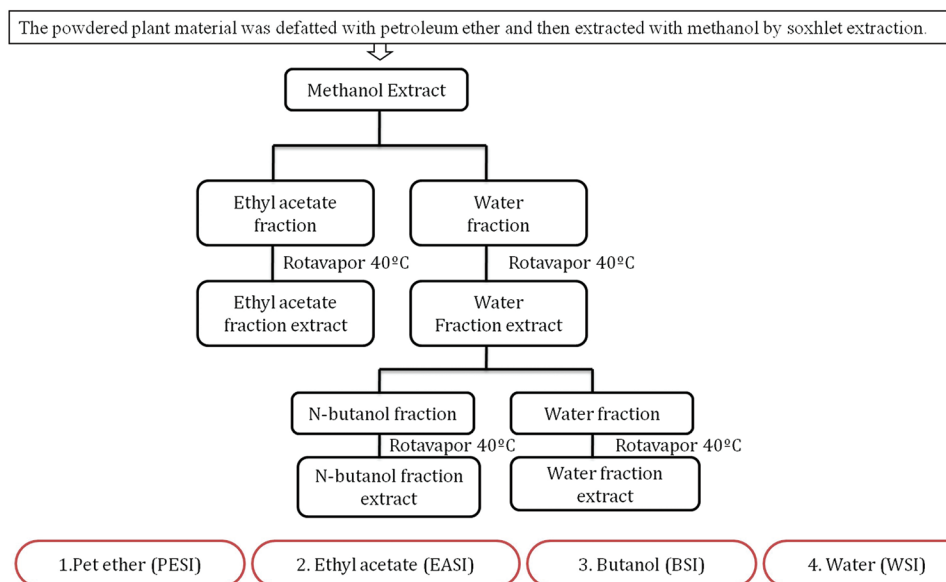 The powdered plant material was defatted with petroleum ether and then extracted with methanol by soxhlet extraction.
Methanol Extract
Ethyl acetate
fraction
Water
fraction
Rotavapor 40ºC
Rotavapor 40ºC
Ethyl acetate
fraction extract
Water
Fraction extract
N-butanol fraction
Water fraction
Rotavapor 40ºC
Rotavapor 40ºC
N-butanol fraction
extract
Water fraction
extract
1.Pet ether (PESI)
2. Ethyl acetate (EASI)
3. Butanol (BSI)
4. Water (WSI)